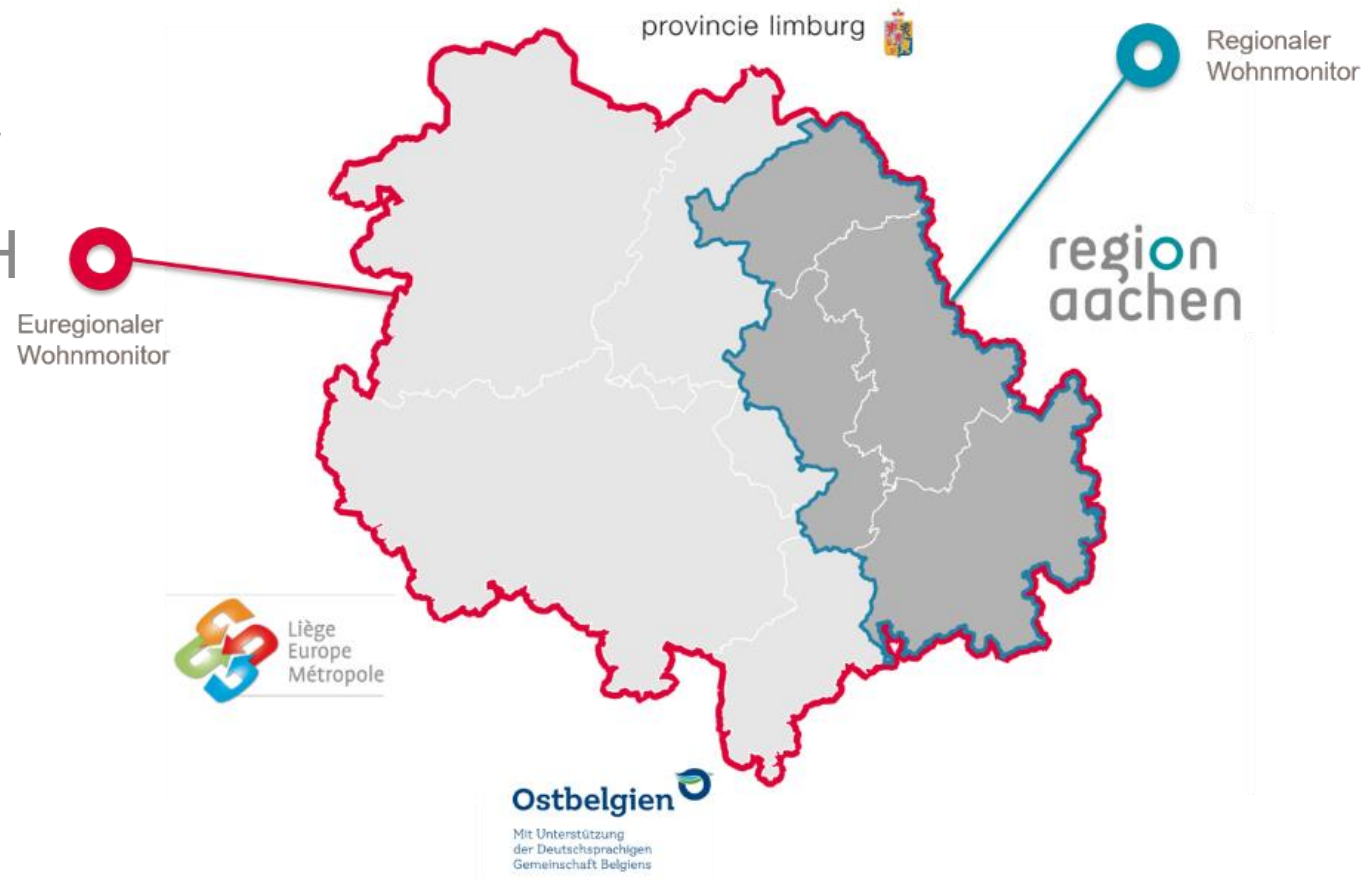 provincie limburg
Regionaler
Wohnmonitor
region
aachen
H
Euregionaler
Wohnmonitor
Liège
Europe
Métropole
Ostbelgien
Mit Unterstützung
der Deutschsprachigen
Gemeinschaft Belgiens